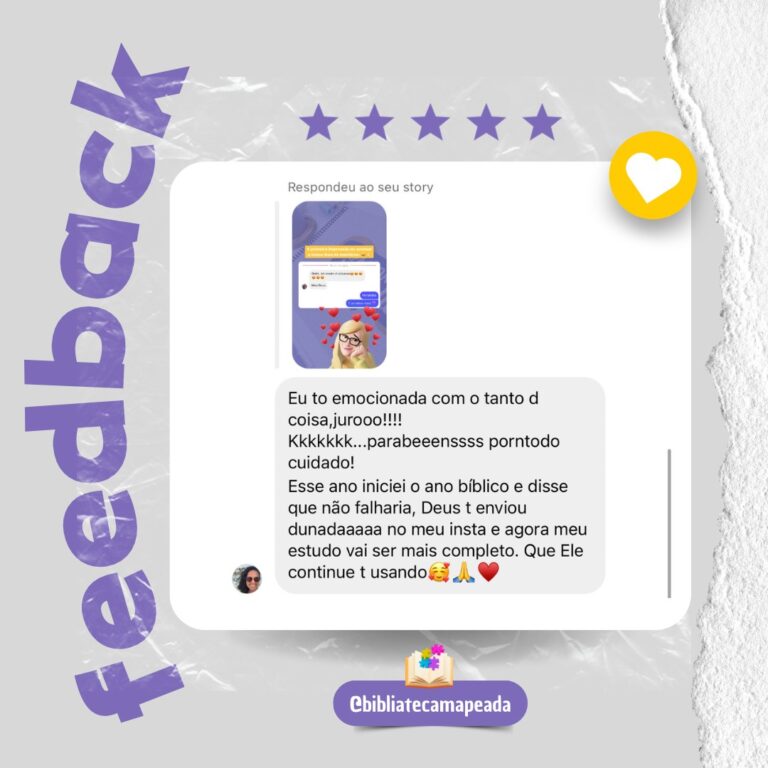 feedback
Respondeu ao seu story
Eu to emocionada com o tanto d
coisa,jurooo!!!!
Kkkkkkk...parabeeenssss porntodo
cuidado!
Esse ano iniciei o ano bíblico e disse
que não falharia, Deus t enviou
dunadaaaaa no meu insta e agora meu
estudo vai ser mais completo. Que Ele
continue t usando🥰🙏♥️
@bibliatecamapeada